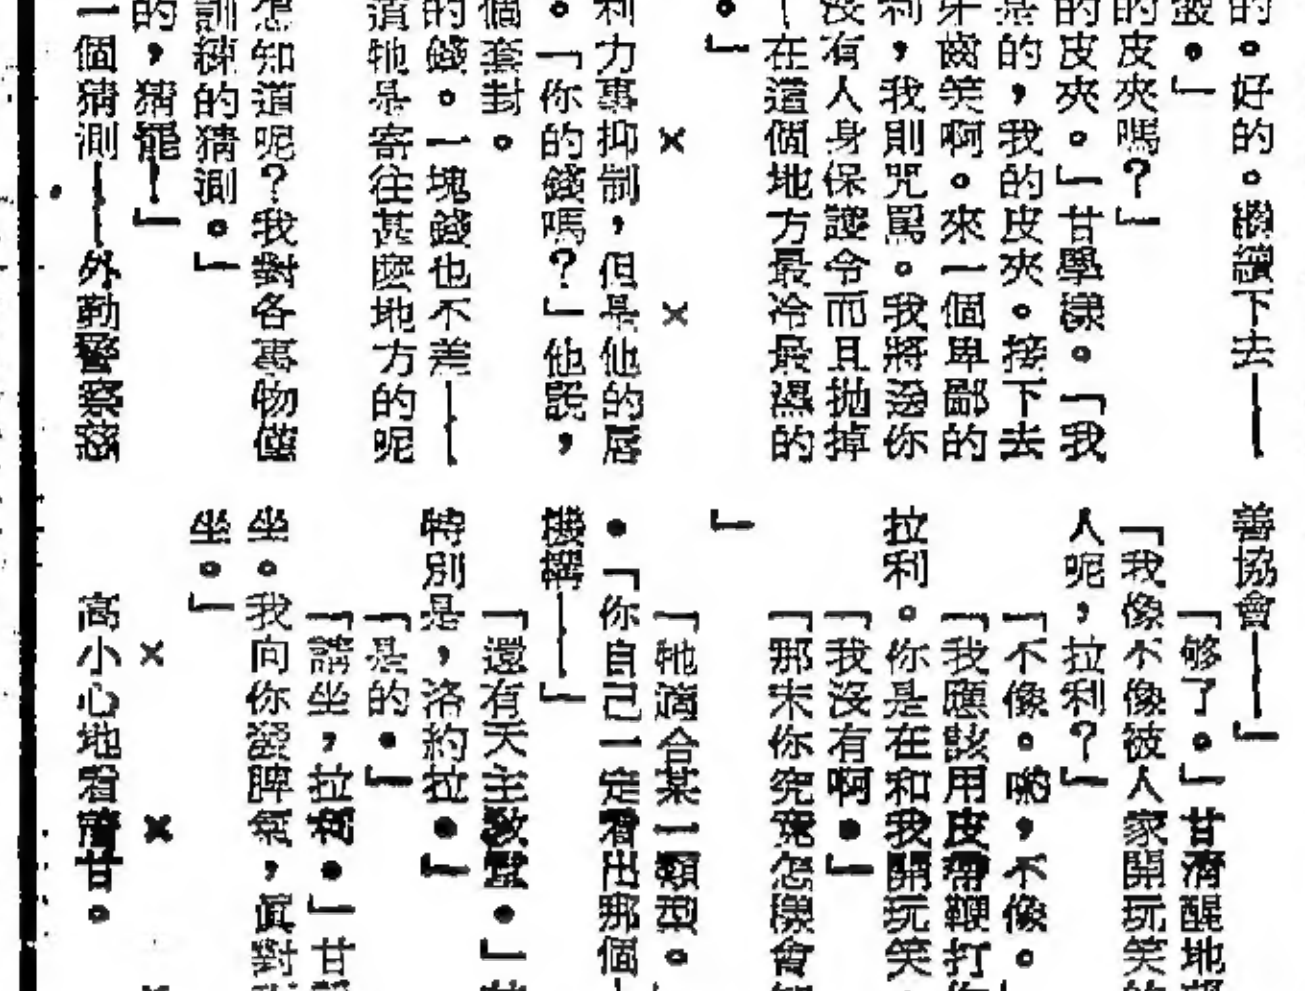 的。好的。繼續下去——
發。」
的皮夾嗎？」
的皮夾。」甘學樣。「我
是的，我的皮夾。接下去
牙齒笑啊。來一個卑鄙的
利，我則咒罵。我將送你
沒有人身保護令而且拋掉
—在這個地方最冷最濕的
。」
×　×
利力事抑制，但是他的唇
。「你的錢嗎？」他說，
個套封。
的錢。一塊錢也不差——
道牠是寄往甚麼地方的呢
怎知道呢？我對各事物僅
訓練的猜測。」
的，猜罷！」
一個猜測——外勤警察慈
善協會——」
「够了。」甘濟醒地
「我像不像被人家開玩笑的
人呢，拉利？」
「不像。喲，不像。
「我應該用皮帶鞭打你
拉利。你是在和我開玩笑
「我沒有啊。」
「那末你究竟怎樣會
」
「牠適合某一類型。
。「你自己一定看出那個
機構——」
「還有天主教堂。」
特別是，洛約拉。」
「是的。」
「請坐，拉利。」甘
坐。我向你發脾氣，真對
坐。」
×　×
高小心地看着甘。